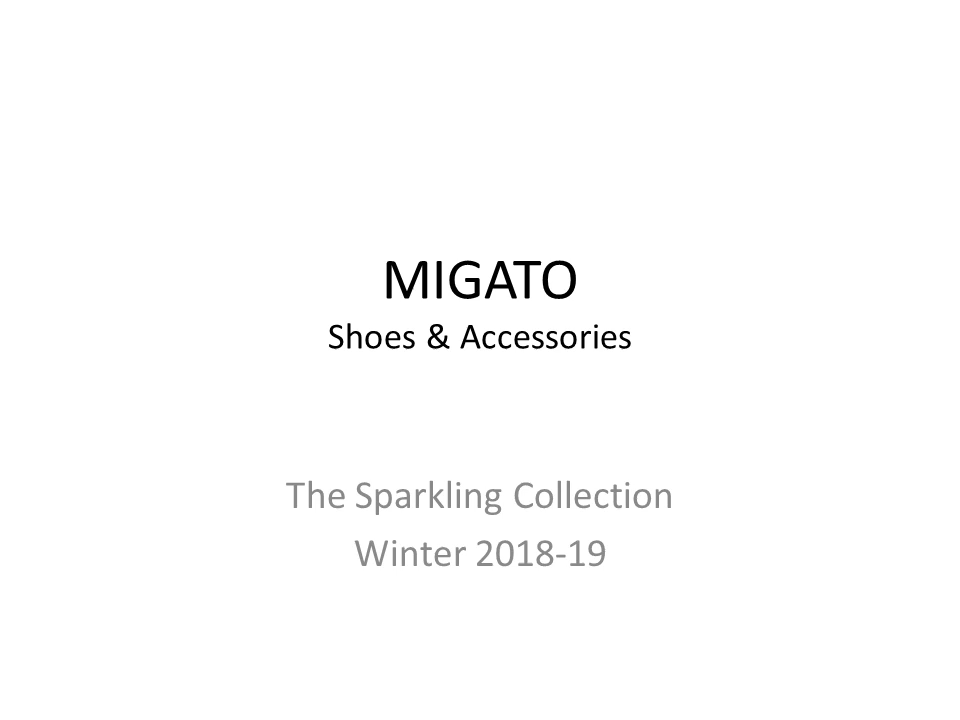 MIGATO
Shoes & Accessories
The Sparkling Collection
Winter 2018-19